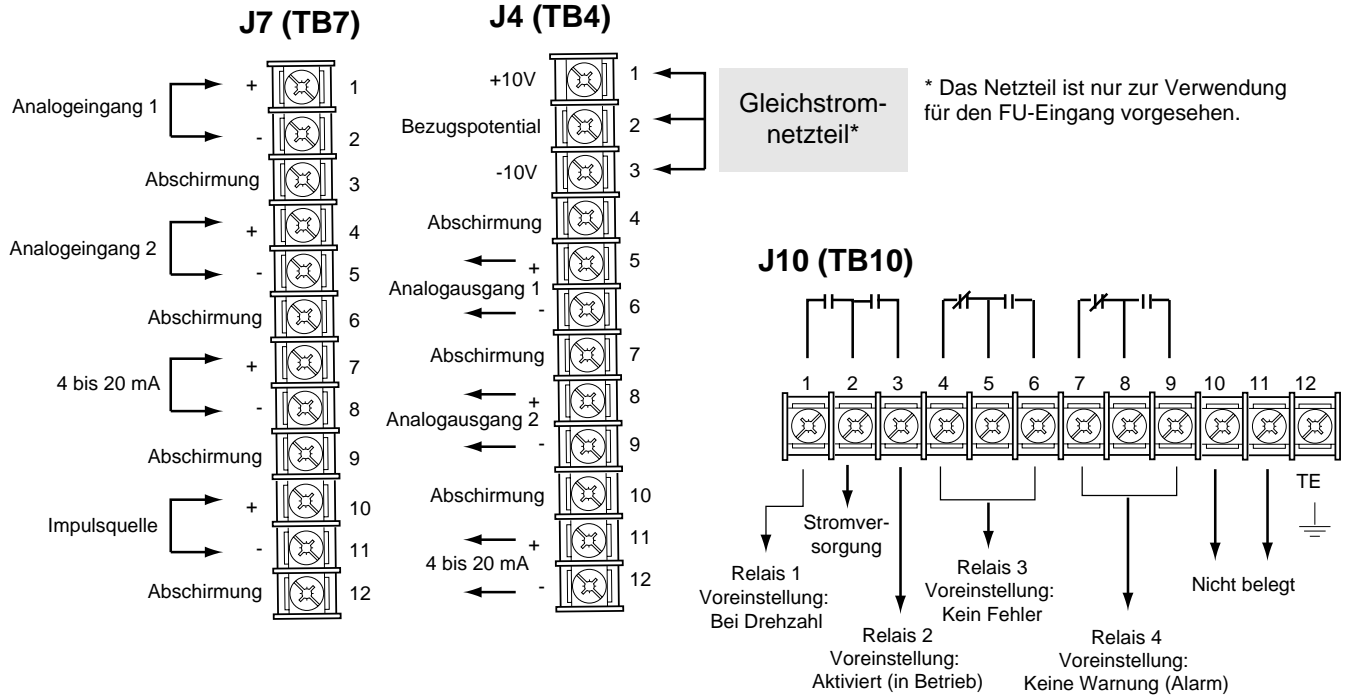 J7 (TB7)
Analogeingang 1
+ 1
- 2
Abschirmung 3
Analogeingang 2
+ 4
- 5
Abschirmung 6
4 bis 20 mA
+ 7
- 8
Abschirmung 9
Impulsquelle
+ 10
- 11
Abschirmung 12
J4 (TB4)
+10V 1
Bezugspotential 2
-10V 3
Abschirmung 4
+ 5
Analogausgang 1
- 6
Abschirmung 7
+ 8
Analogausgang 2
- 9
Abschirmung 10
+ 11
4 bis 20 mA
- 12
Gleichstrom-
netzteil*
* Das Netzteil ist nur zur Verwendung
für den FU-Eingang vorgesehen.
J10 (TB10)
1 2 3 4 5 6 7 8 9 10 11 12
TE
Stromver-
sorgung
Relais 1
Voreinstellung:
Bei Drehzahl
Relais 2
Voreinstellung:
Aktiviert (in Betrieb)
Relais 3
Voreinstellung:
Kein Fehler
Relais 4
Voreinstellung:
Keine Warnung (Alarm)
Nicht belegt